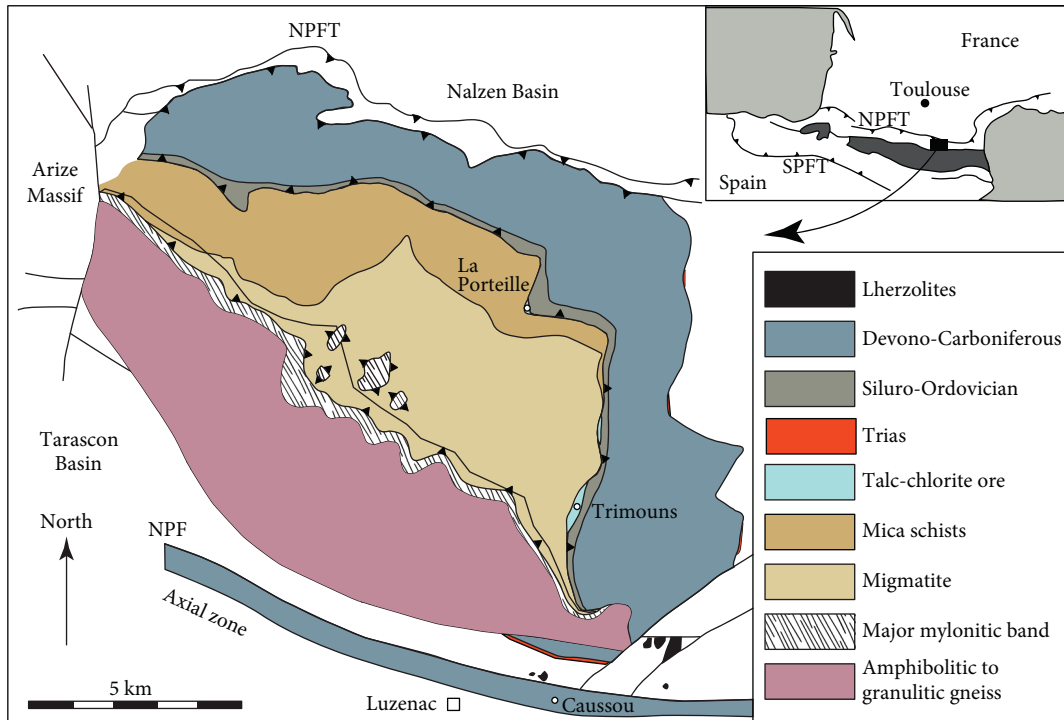 NPFT
Nalzen Basin
Arize
Massif
La
Porteille
Tarascon
Basin
Trimouns
North
NPF
Axial zone
5 km
Luzenac
Caussou
France
Toulouse
NPFT
SPFT
Spain
Lherzolites
Devono-Carboniferous
Siluro-Ordovician
Trias
Talc-chlorite ore
Mica schists
Migmatite
Major mylonitic band
Amphibolitic to
granulitic gneiss